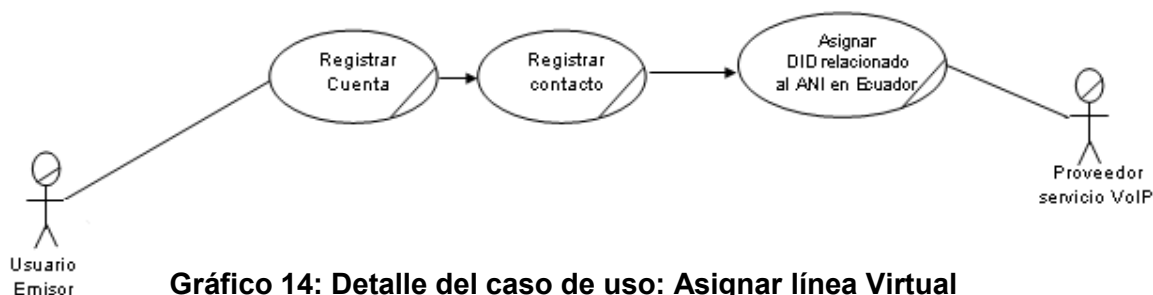 Registrar
Cuenta
Registrar
contacto
Asignar
DID relacionado
al ANI en Ecuador
Proveedor
servicio VoIP
Usuario
Emisor
Gráfico 14: Detalle del caso de uso: Asignar línea Virtual